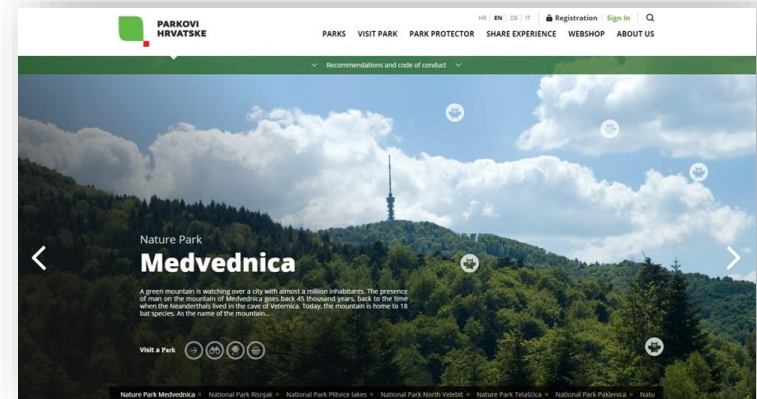 PARKOVI
HRVATSKE
HR EN DE IT Registration Sign In
PARKS VISIT PARK PARK PROTECTOR SHARE EXPERIENCE WEBSHOP ABOUT US
Recommendations and code of conduct
Nature Park
Medvednica
A green mountain is watching over a city with almost a million inhabitants. The presence
of man on the mountain of Medvednica goes back 45 thousand years, back to the time
when the Neanderthals lived in the cave of Veternica. Today, the mountain is home to 18
bat species. As the name of the mountain...
Visit a Park
Nature Park Medvednica National Park Risnjak National Park Plitvice lakes National Park North Velebit Nature Park Telašćica National Park Paklenica Natu